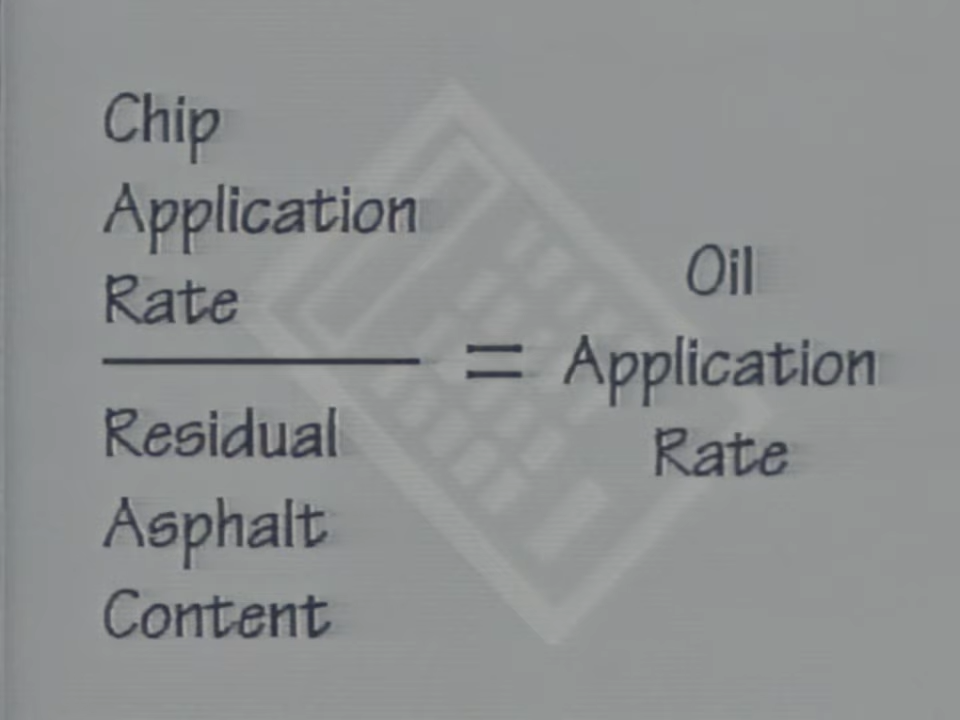 Chip
Application
Rate
Residual
Asphalt
Content
=
Oil
Application
Rate